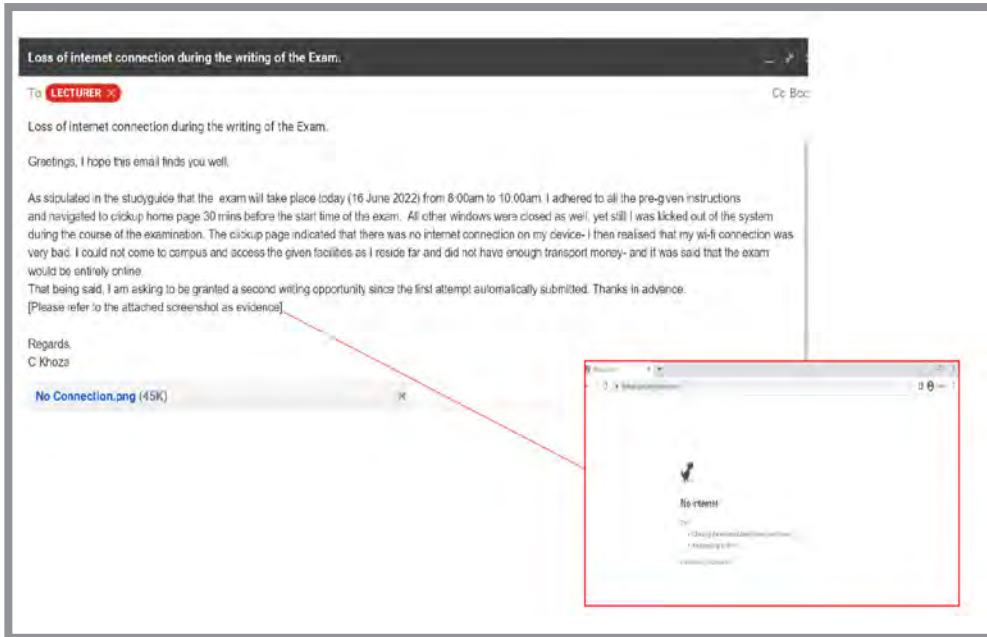 Loss of internet connection during the writing of the Exam.
To LECTURER ×
Cc Bcc
Loss of internet connection during the writing of the Exam.
Greetings, I hope this email finds you well.
As stipulated in the studyguide that the exam will take place today (16 June 2022) from 8:00am to 10:00am. I adhered to all the pre-given instructions
and navigated to clickup home page 30 mins before the start time of the exam. All other windows were closed as well, yet still I was kicked out of the system
during the course of the examination. The clickup page indicated that there was no internet connection on my device- I then realised that my wi-fi connection was
very bad. I could not come to campus and access the given facilities as I reside far and did not have enough transport money- and it was said that the exam
would be entirely online.
That being said, I am asking to be granted a second writing opportunity since the first attempt automatically submitted. Thanks in advance.
[Please refer to the attached screenshot as evidence]
Regards,
C Khoza
No Connection.png (45K)
No internet